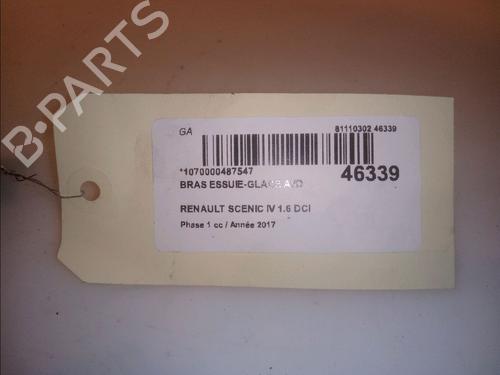 GA 81110302 46339
*1070000487547 46339
BRAS ESSUIE-GLACE AVD
RENAULT SCENIC IV 1.6 DCI
Phase 1 cc / Année 2017
B-PARTS